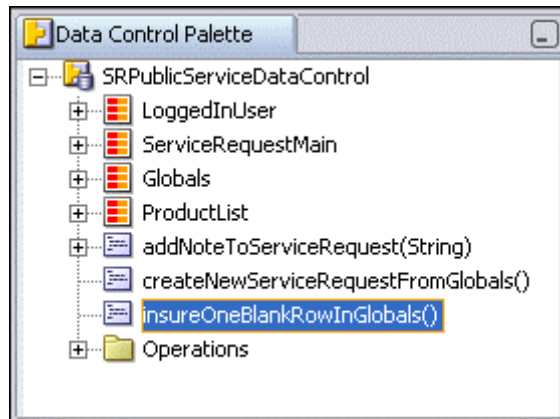 Data Control Palette
SRPublicServiceDataControl
LoggedInUser
ServiceRequestMain
Globals
ProductList
addNoteToServiceRequest(String)
createNewServiceRequestFromGlobals()
insureOneBlankRowInGlobals()
Operations